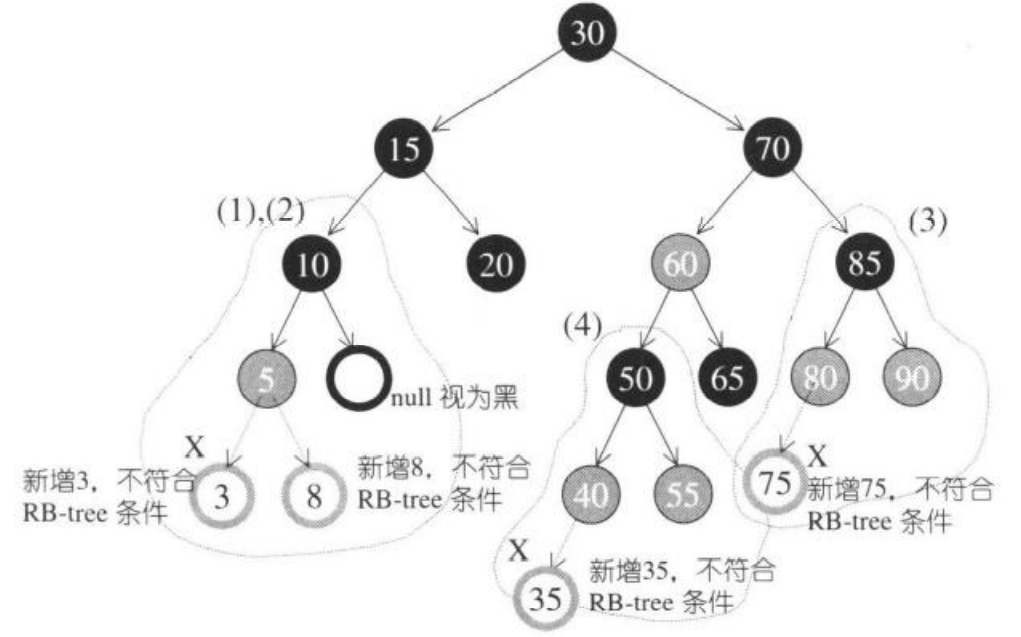 30
15
70
(1),(2)
(3)
10
20
60
85
(4)
5
null 视为黑
50
65
80
90
X
新增3，不符合
RB-tree 条件
3
8
新增8，不符合
RB-tree 条件
40
55
75
X
新增75，不符合
RB-tree 条件
X
35
新增35，不符合
RB-tree 条件